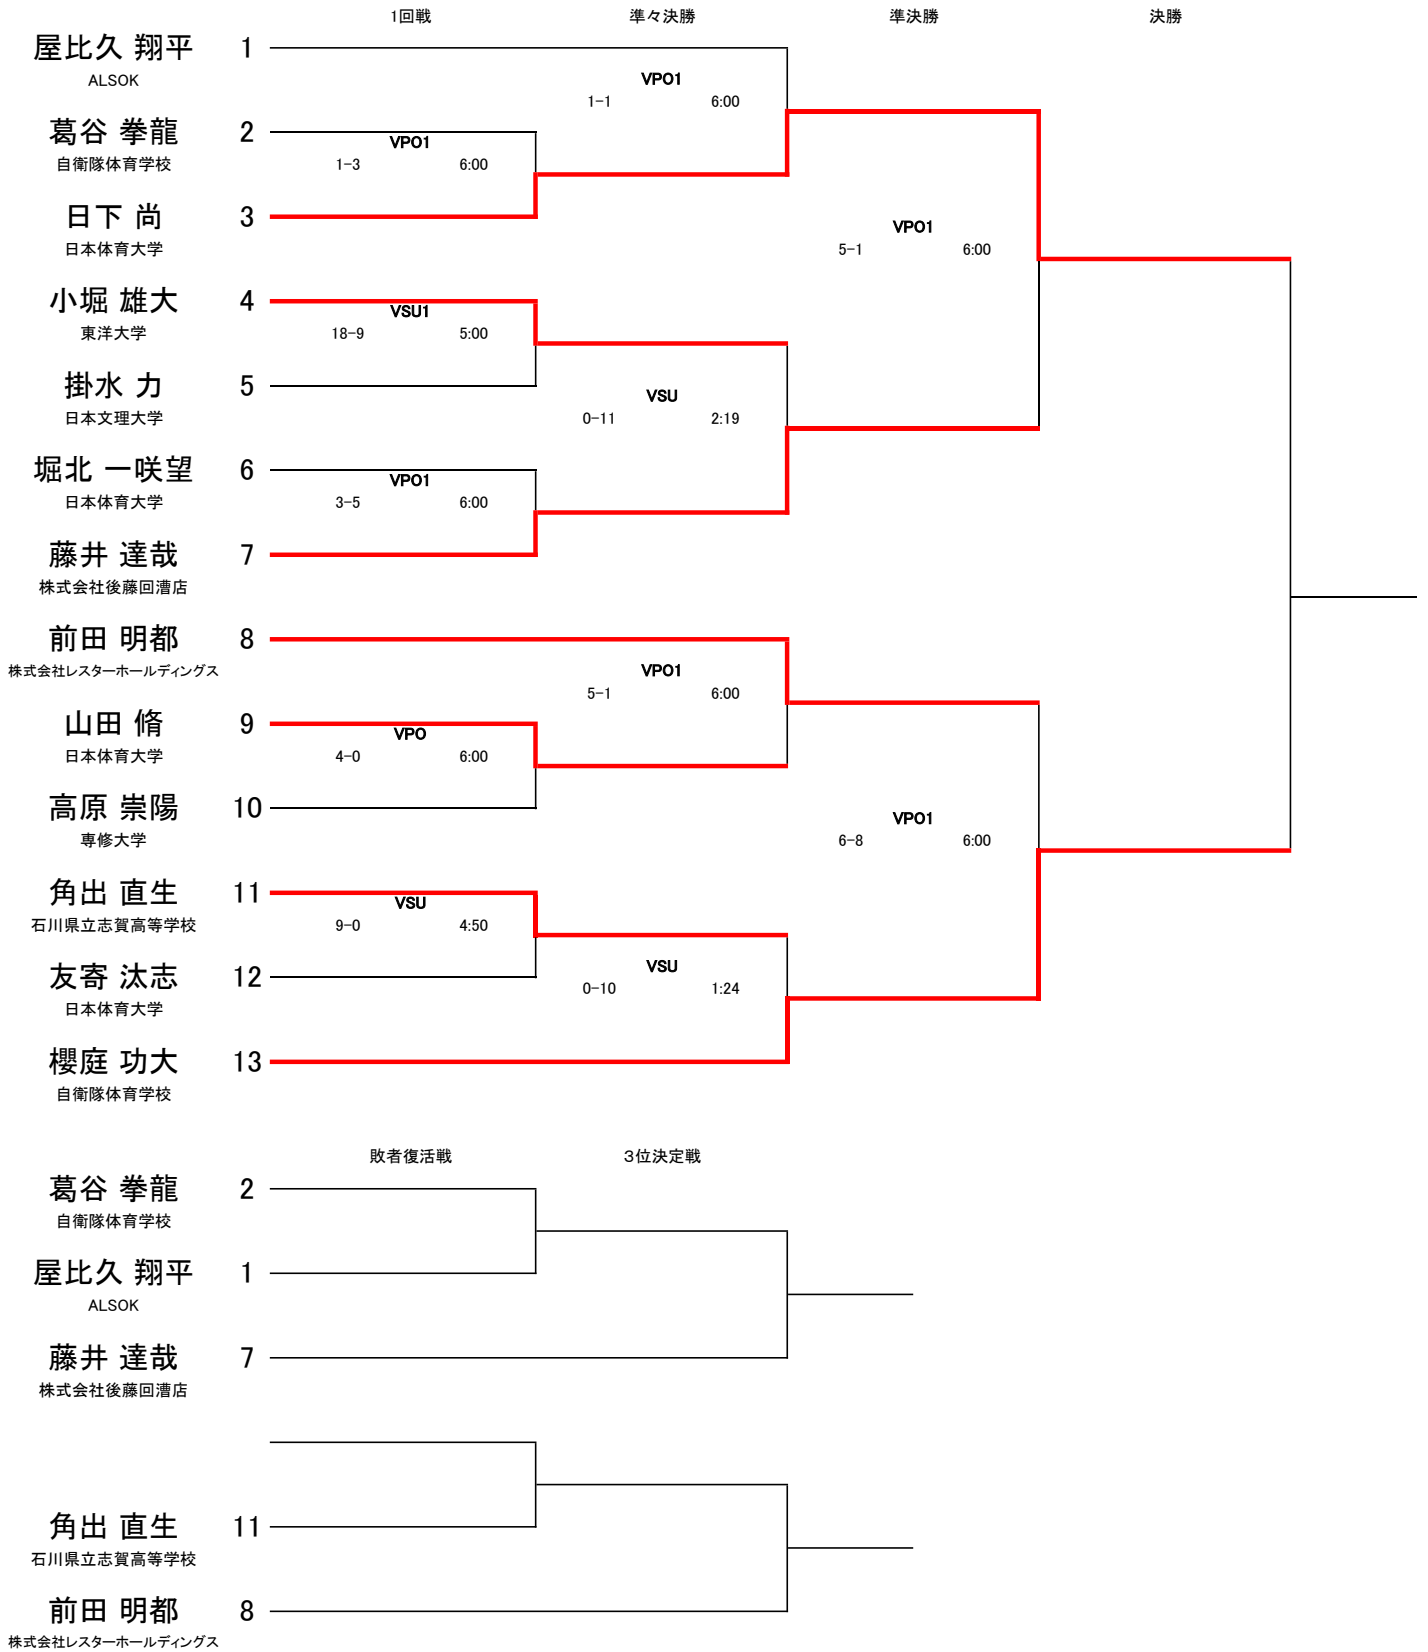 1回戦 準々決勝 準決勝 決勝
屋比久 翔平 1
ALSOK
VPO1
1-1 6:00
葛谷 拳龍 2
自衛隊体育学校
VPO1
1-3 6:00
日下 尚 3
日本体育大学
VPO1
5-1 6:00
小堀 雄大 4
東洋大学
VSU1
18-9 5:00
掛水 力 5
日本文理大学
VSU
0-11 2:19
堀北 一咲望 6
日本体育大学
VPO1
3-5 6:00
藤井 達哉 7
株式会社後藤回漕店
前田 明都 8
株式会社レスターホールディングス
VPO1
5-1 6:00
山田 脩 9
日本体育大学
VPO
4-0 6:00
高原 崇陽 10
専修大学
VPO1
6-8 6:00
角出 直生 11
石川県立志賀高等学校
VSU
9-0 4:50
友寄 汰志 12
日本体育大学
VSU
0-10 1:24
櫻庭 功大 13
自衛隊体育学校
敗者復活戦 3位決定戦
葛谷 拳龍 2
自衛隊体育学校
屋比久 翔平 1
ALSOK
藤井 達哉 7
株式会社後藤回漕店
角出 直生 11
石川県立志賀高等学校
前田 明都 8
株式会社レスターホールディングス